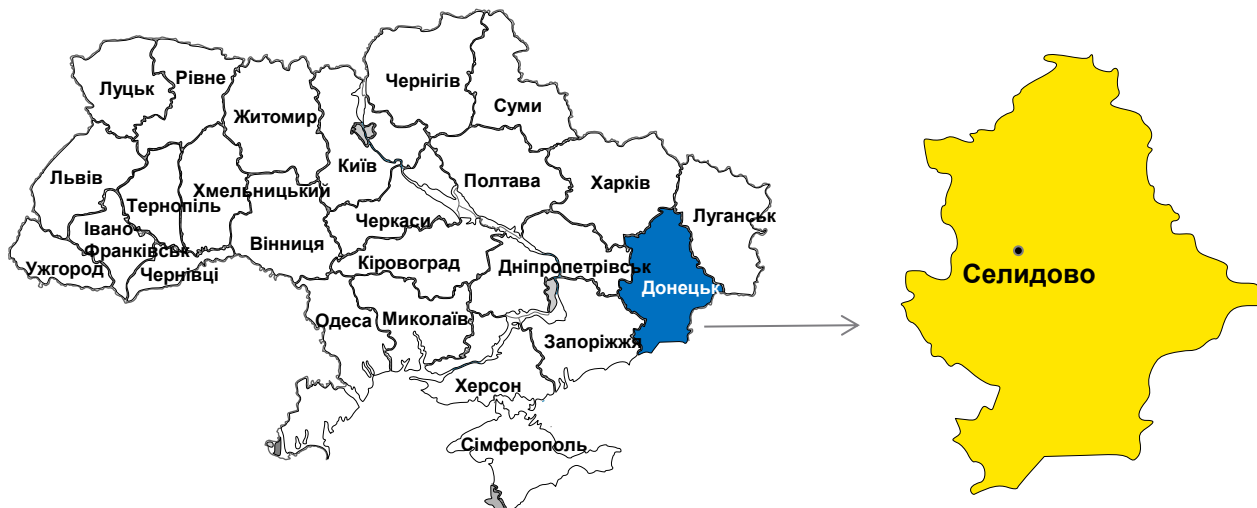 Луцьк
Рівне
Житомир
Чернігів
Суми
Київ
Львів
Тернопіль
Хмельницький
Полтава
Харків
Луганськ
Івано-
Франківськ
Ужгород
Чернівці
Вінниця
Черкаси
Кіровоград
Дніпропетрівськ
Донецьк
Одеса
Миколаїв
Запоріжжя
Херсон
Сімферополь
Селидово